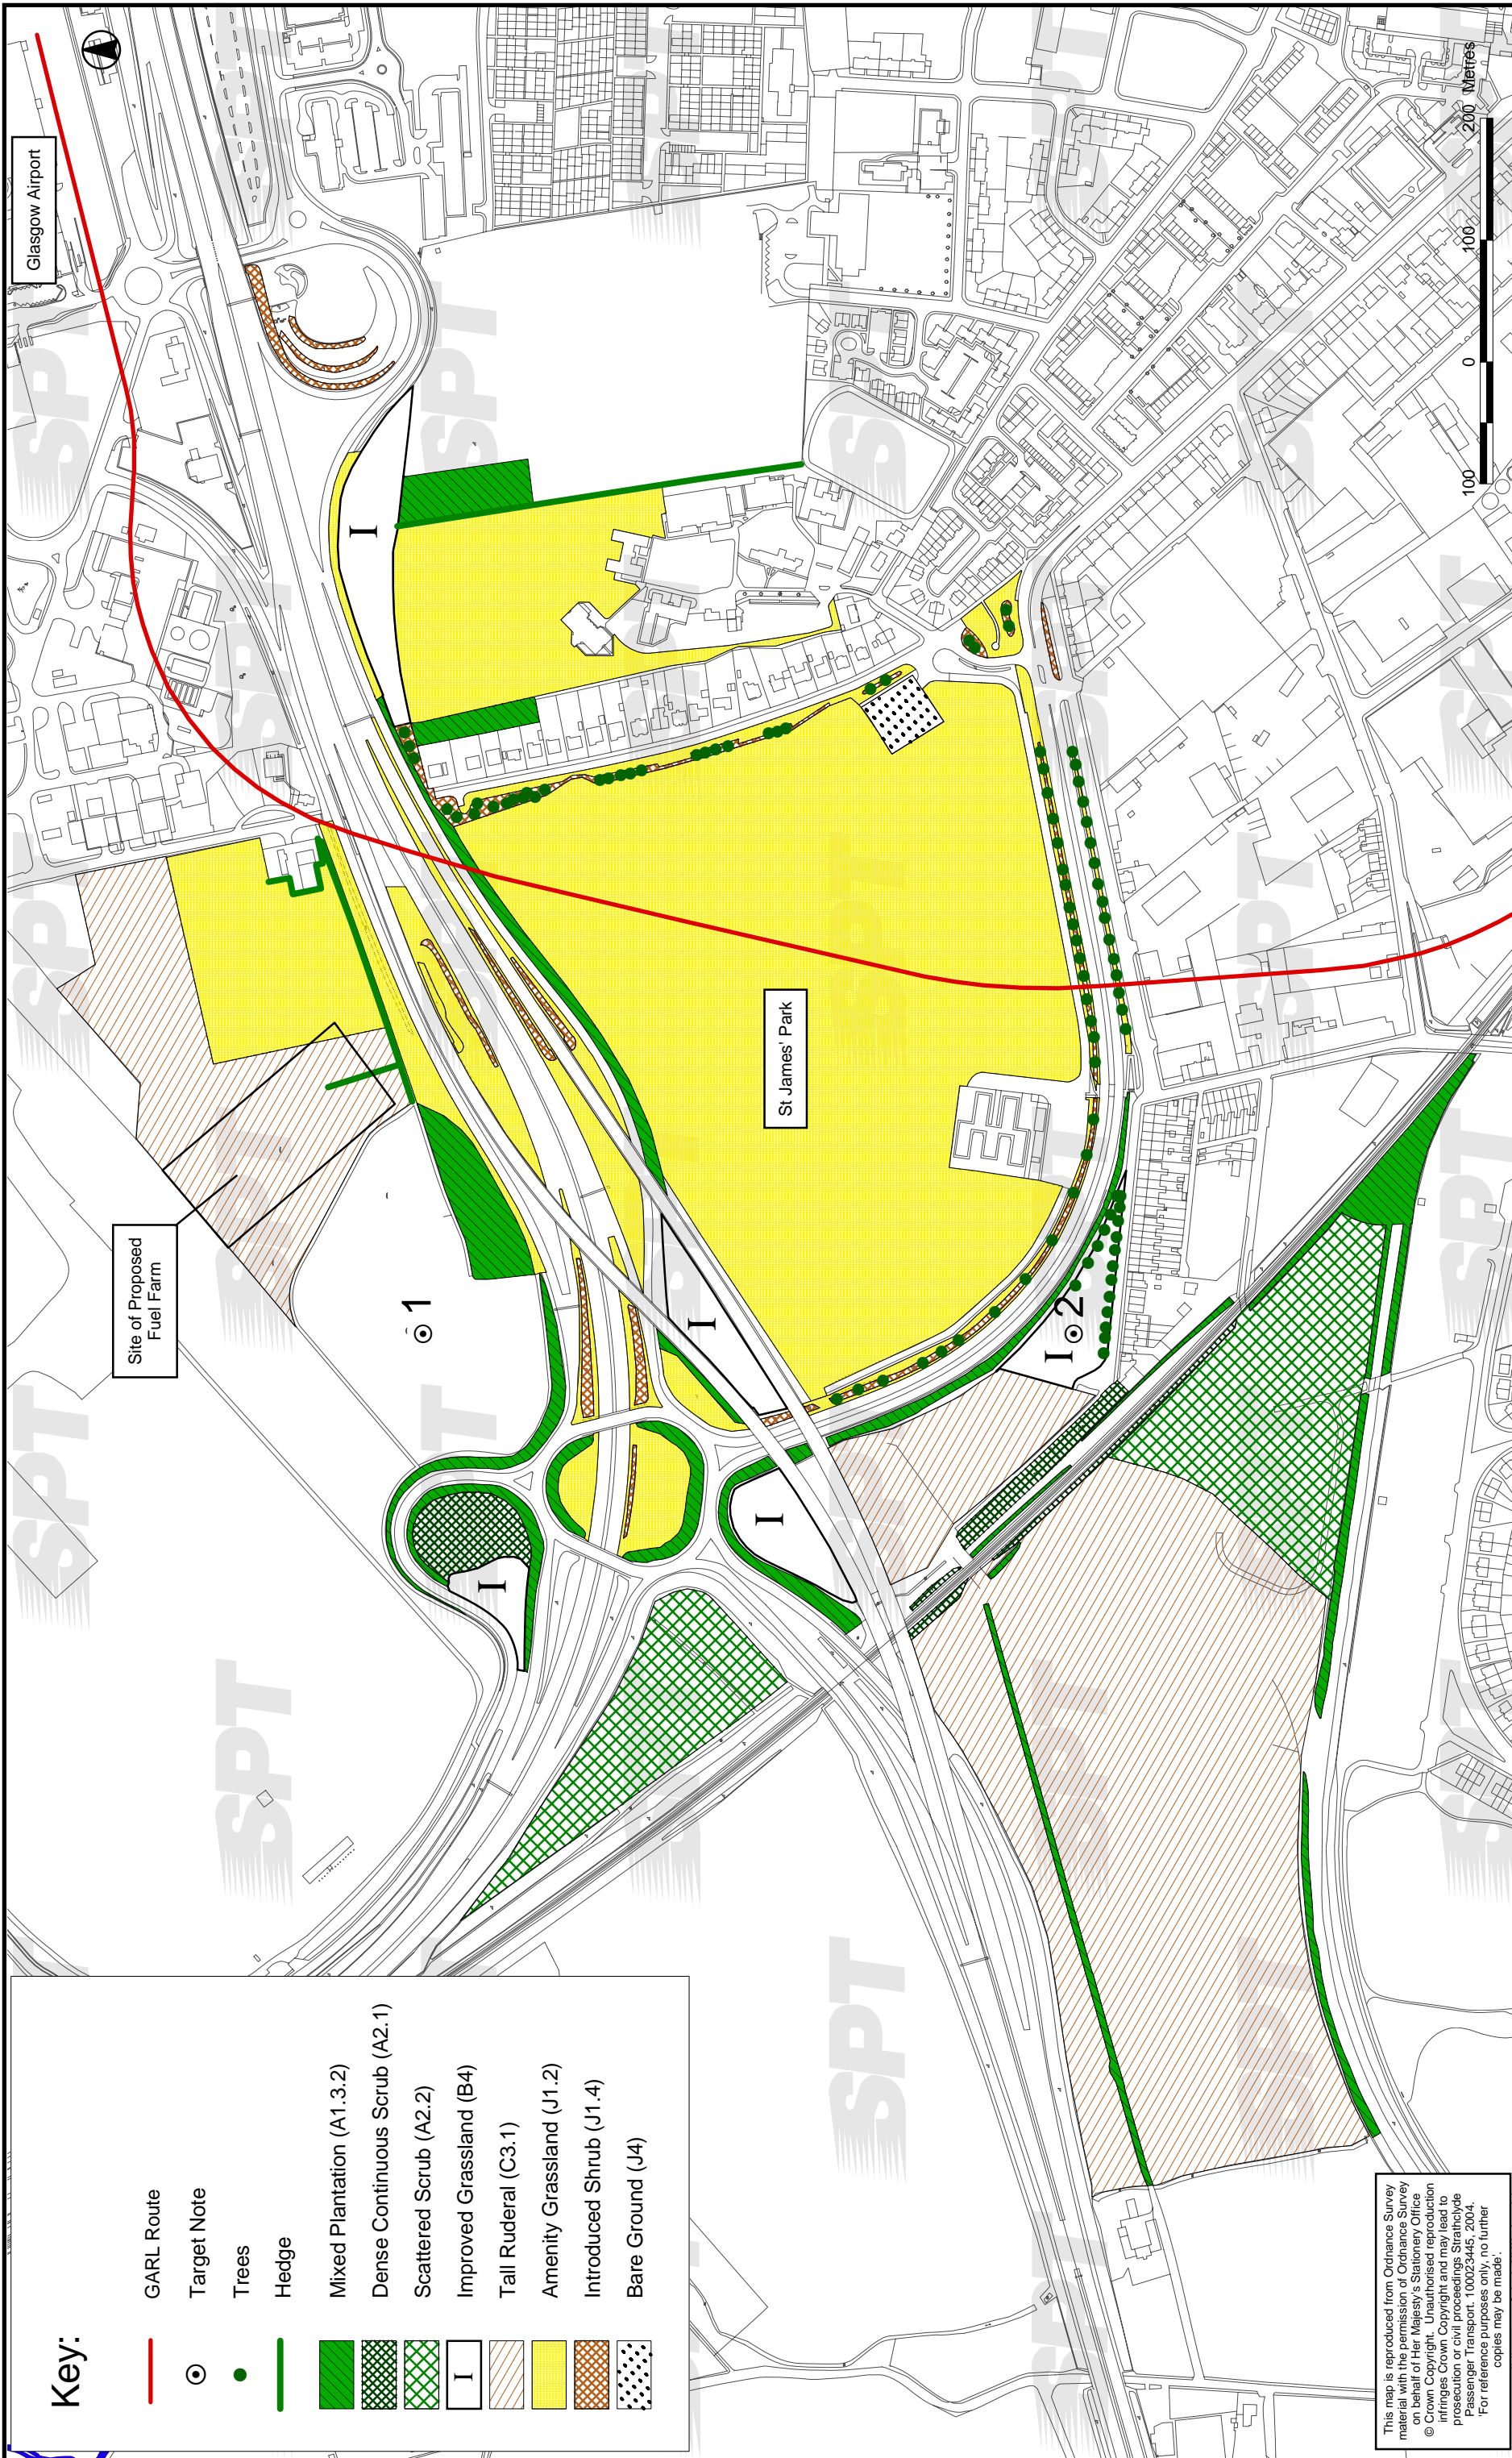 Key:
GARL Route
Target Note
Trees
Hedge
Mixed Plantation (A1.3.2)
Dense Continuous Scrub (A2.1)
Scattered Scrub (A2.2)
I
Improved Grassland (B4)
Tall Ruderal (C3.1)
Amenity Grassland (J1.2)
Introduced Shrub (J1.4)
Bare Ground (J4)
Glasgow Airport
Site of Proposed
Fuel Farm
St James' Park
1
2
I
I
I
I
I
100
0
100
200
Metres
This map is reproduced from Ordnance Survey
material with the permission of Ordnance Survey
on behalf of Her Majesty's Stationery Office
© Crown Copyright. Unauthorised reproduction
infringes Crown Copyright and may lead to
prosecution or civil proceedings Strathclyde
Passenger Transport. 100023445, 2004.
'For reference purposes only, no further
copies may be made'.
SPT